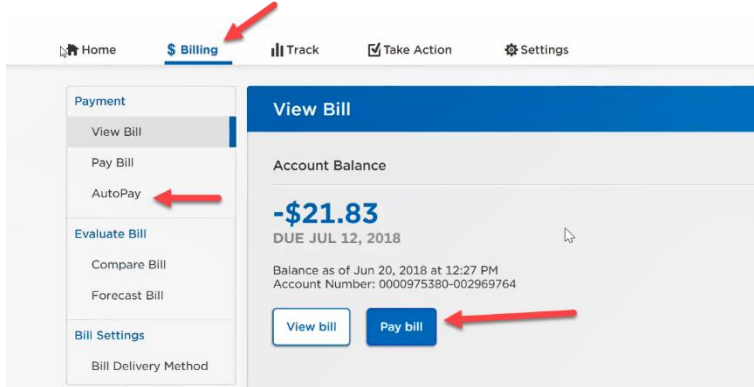 Home $ Billing Track Take Action Settings
Payment
View Bill
Pay Bill
AutoPay
Evaluate Bill
Compare Bill
Forecast Bill
Bill Settings
Bill Delivery Method
View Bill
Account Balance
-$21.83
DUE JUL 12, 2018
Balance as of Jun 20, 2018 at 12:27 PM
Account Number: 0000975380-002969764
View bill Pay bill